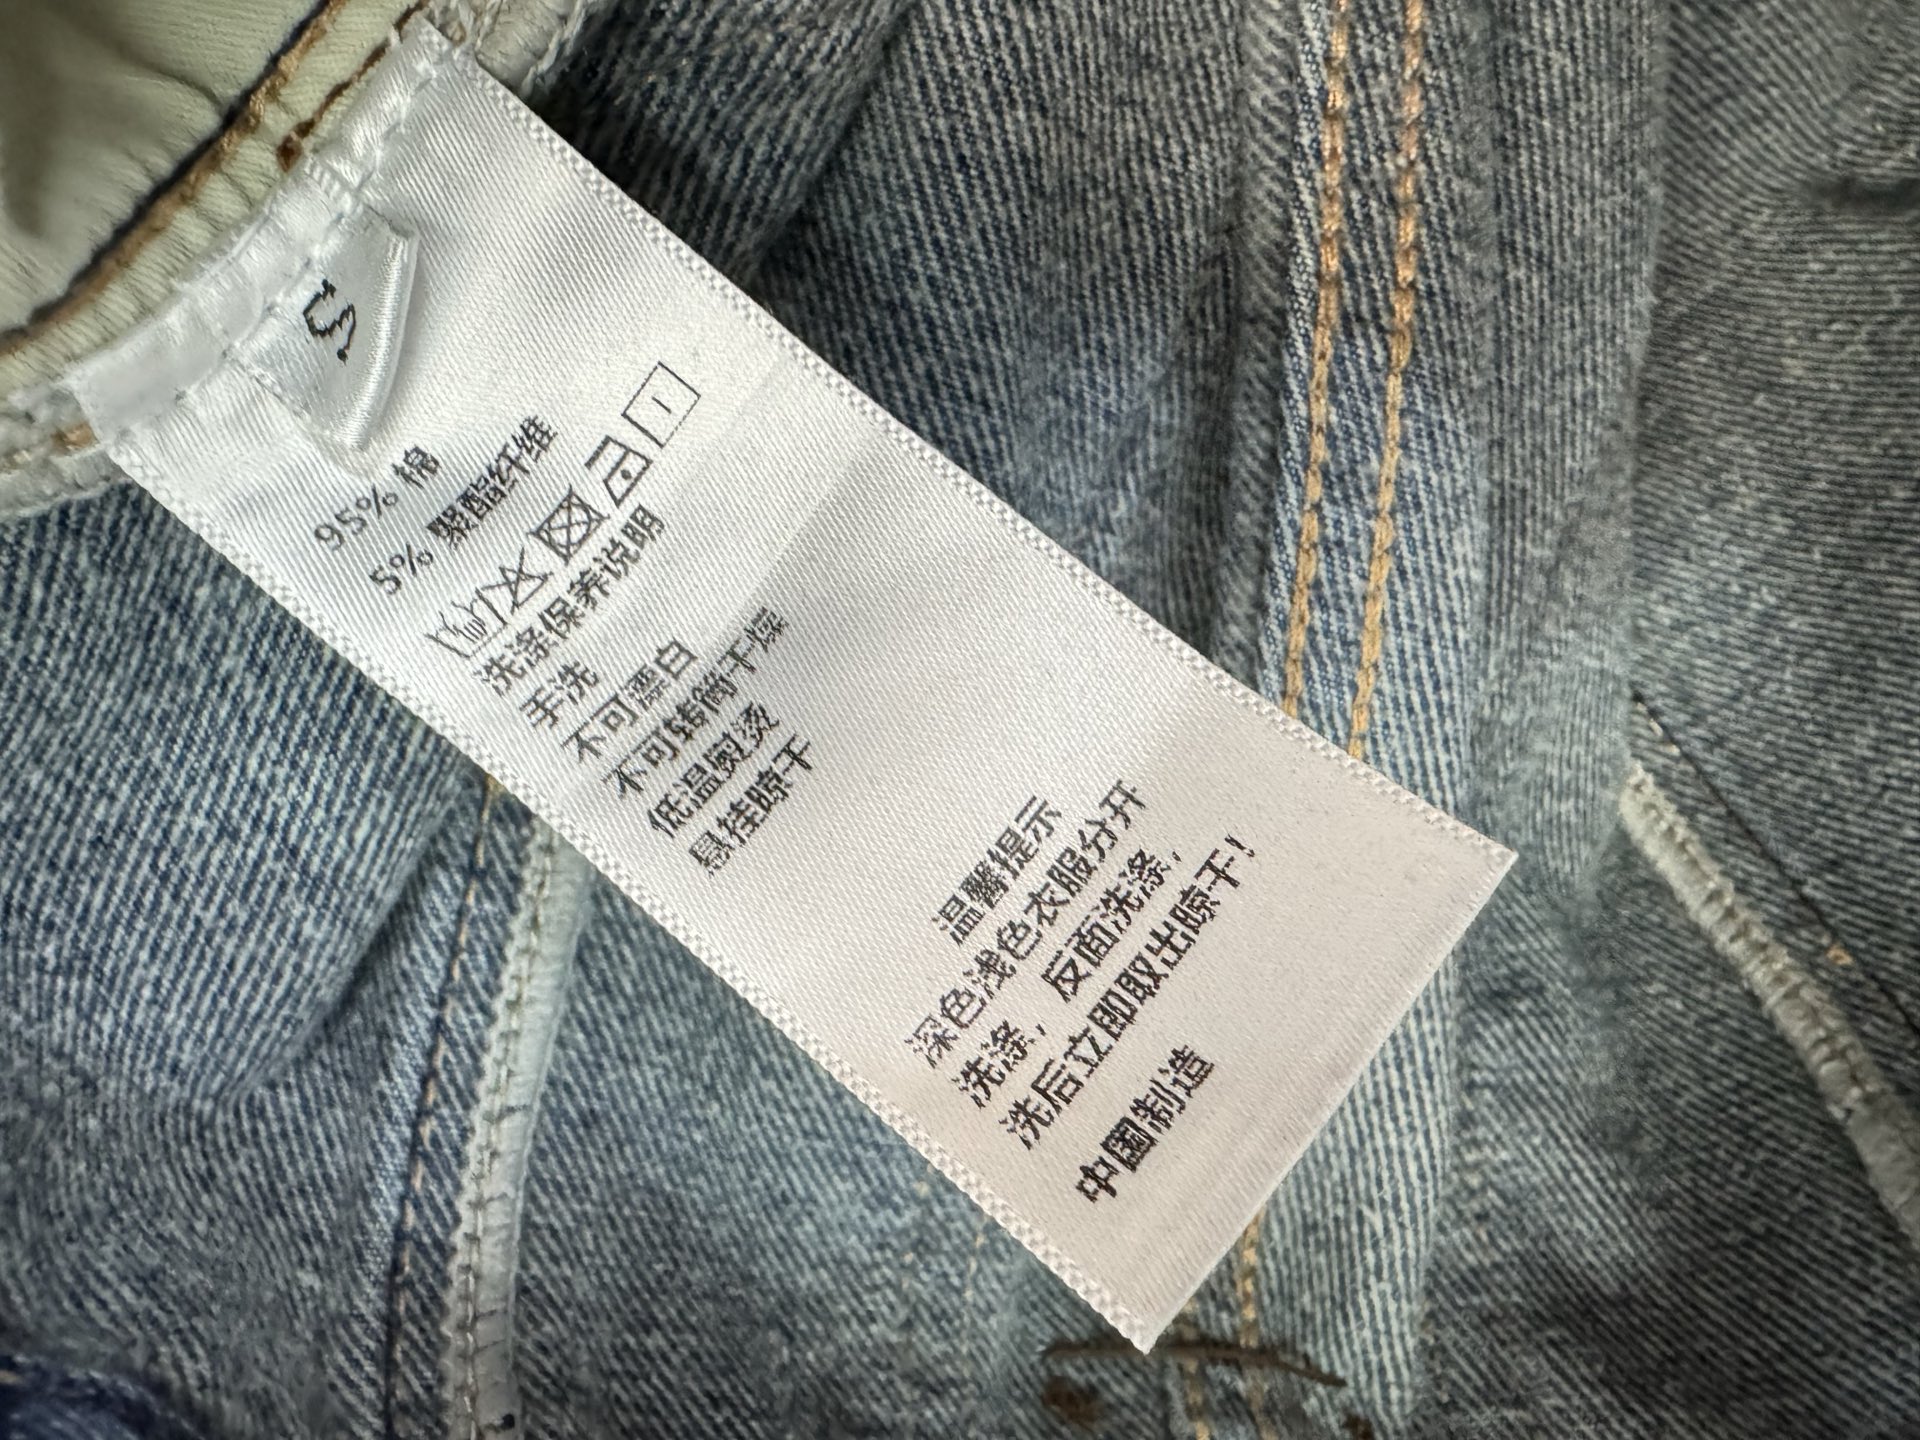 S
95% 棉
5% 聚酯纤维
洗涤保养说明
手洗
不可漂白
不可转筒干燥
低温熨烫
悬挂晾干
温馨提示
深色浅色衣服分开
洗涤，反面洗涤，
洗后立即取出晾干！
中国制造